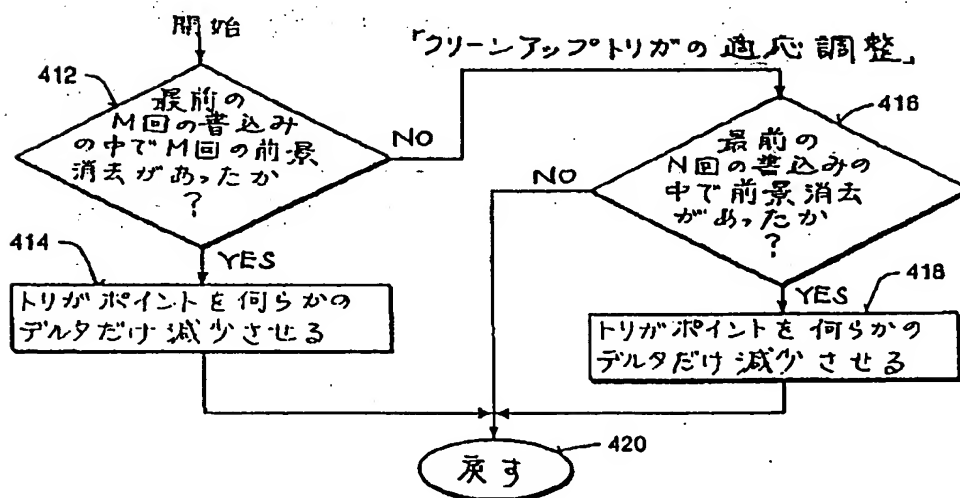 開始
「クリーンアップトリガの適応調整」
412
最前の
M回の書込み
の中でM回の前景
消去があったか
?
NO
YES
414
トリガポイントを何らかの
デルタだけ減少させる
416
最前の
N回の書込みの
中で前景消去
があったか
?
NO
YES
418
トリガポイントを何らかの
デルタだけ減少させる
420
戻す